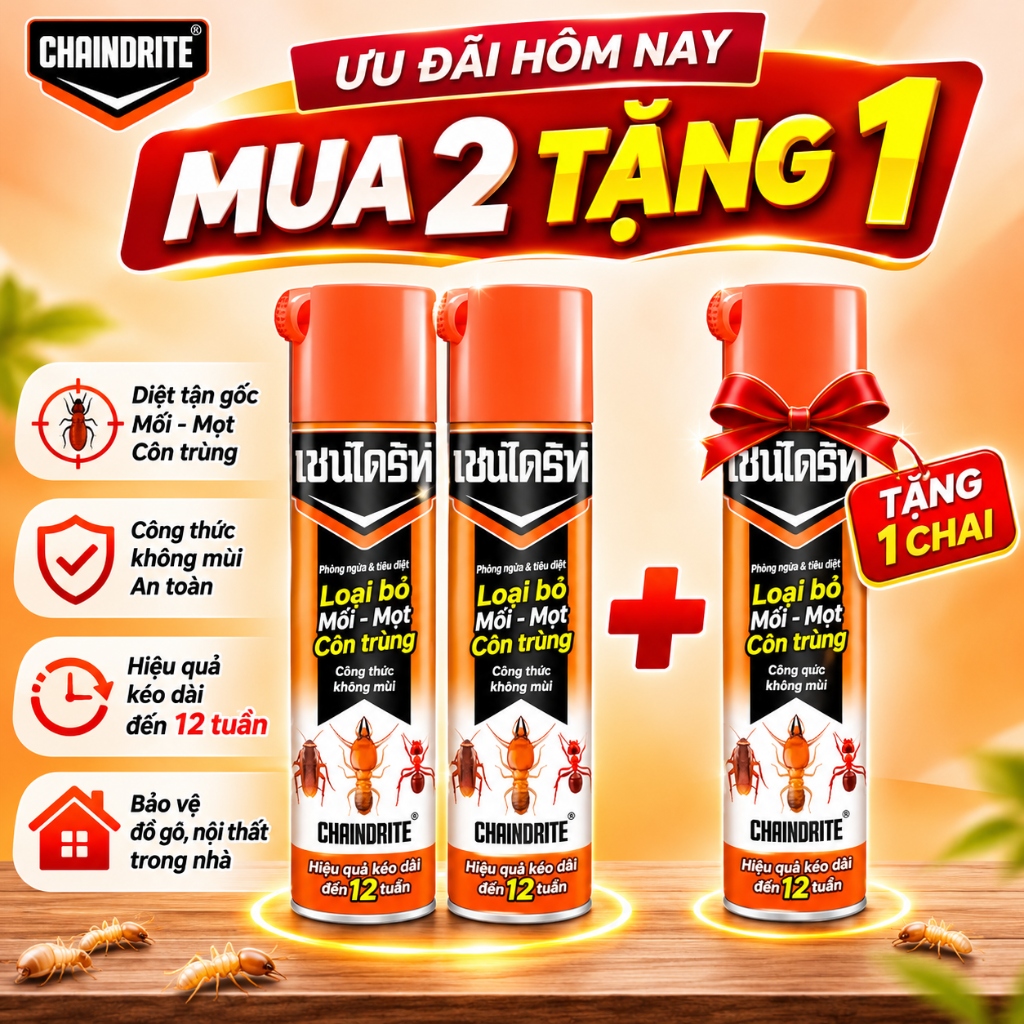 CHAINDRITE®
ƯU ĐÃI HÔM NAY
MUA 2 TẶNG 1
Diệt tận gốc
Mối - Mọt
Côn trùng
Công thức
không mùi
An toàn
Hiệu quả
kéo dài
đến 12 tuần
Bảo vệ
đồ gỗ, nội thất
trong nhà
เชนไดร้ท์
Phòng ngừa & tiêu diệt
Loại bỏ
Mối - Mọt
Côn trùng
Công thức
không mùi
CHAINDRITE®
Hiệu quả kéo dài
đến 12 tuần
เชนไดร้ท์
Phòng ngừa & tiêu diệt
Loại bỏ
Mối - Mọt
Côn trùng
Công thức
không mùi
CHAINDRITE®
Hiệu quả kéo dài
đến 12 tuần
เชนไดร้ท์
TẶNG
1 CHAI
Phòng ngừa & tiêu diệt
Loại bỏ
Mối - Mọt
Côn trùng
Công quức
không mùi
CHAINDRITE®
Hiệu quả kéo dài
đến 12 tuần